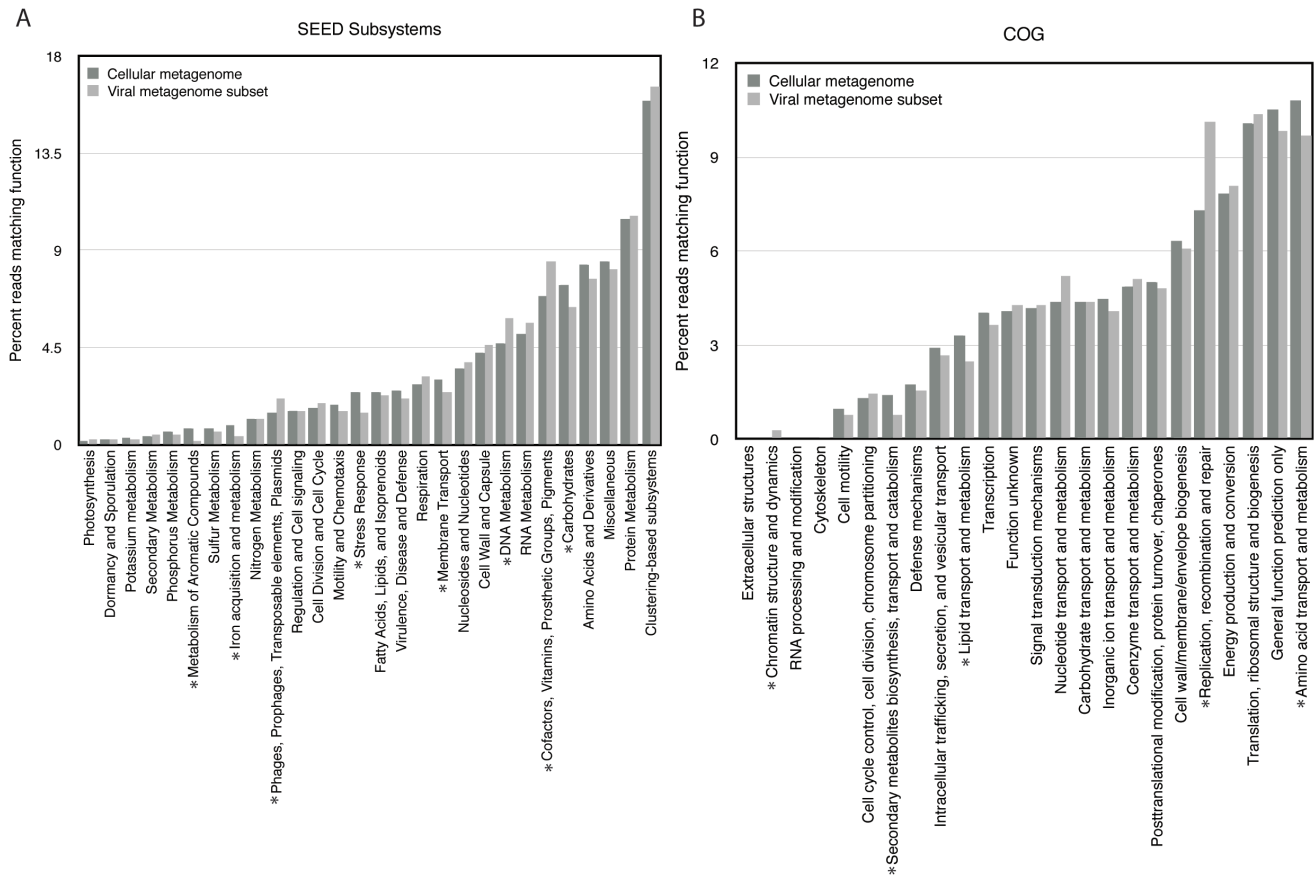 A
SEED Subsystems
Cellular metagenome
Viral metagenome subset
Percent reads matching function
18
13.5
9
4.5
0
Photosynthesis
Dormancy and Sporulation
Potassium metabolism
Secondary Metabolism
Phosphorus Metabolism
*Metabolism of Aromatic Compounds
Sulfur Metabolism
*Iron acquisition and metabolism
Nitrogen Metabolism
*Phages, Prophages, Transposable elements, Plasmids
Regulation and Cell signaling
Cell Division and Cell Cycle
Motility and Chemotaxis
*Stress Response
Fatty Acids, Lipids, and Isoprenoids
Virulence, Disease and Defense
Respiration
*Membrane Transport
Nucleosides and Nucleotides
Cell Wall and Capsule
*DNA Metabolism
RNA Metabolism
*Cofactors, Vitamins, Prosthetic Groups, Pigments
*Carbohydrates
Amino Acids and Derivatives
Miscellaneous
Protein Metabolism
Clustering-based subsystems
B
COG
Cellular metagenome
Viral metagenome subset
Percent reads matching function
12
9
6
3
0
Extracellular structures
*Chromatin structure and dynamics
RNA processing and modification
Cytoskeleton
Cell motility
Cell cycle control, cell division, chromosome partitioning
*Secondary metabolites biosynthesis, transport and catabolism
Defense mechanisms
Intracellular trafficking, secretion, and vesicular transport
*Lipid transport and metabolism
Transcription
Function unknown
Signal transduction mechanisms
Nucleotide transport and metabolism
Carbohydrate transport and metabolism
Inorganic ion transport and metabolism
Coenzyme transport and metabolism
Posttranslational modification, protein turnover, chaperones
Cell wall/membrane/envelope biogenesis
*Replication, recombination and repair
Energy production and conversion
Translation, ribosomal structure and biogenesis
General function prediction only
*Amino acid transport and metabolism